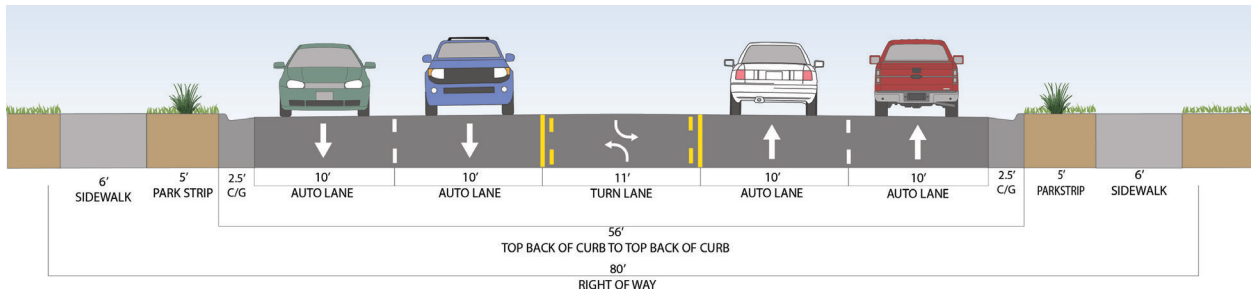 6’
SIDEWALK
5’
PARK STRIP
2.5’
C/G
10’
AUTO LANE
10’
AUTO LANE
11’
TURN LANE
10’
AUTO LANE
10’
AUTO LANE
2.5’
C/G
5’
PARKSTRIP
6’
SIDEWALK
56’
TOP BACK OF CURB TO TOP BACK OF CURB
80’
RIGHT OF WAY